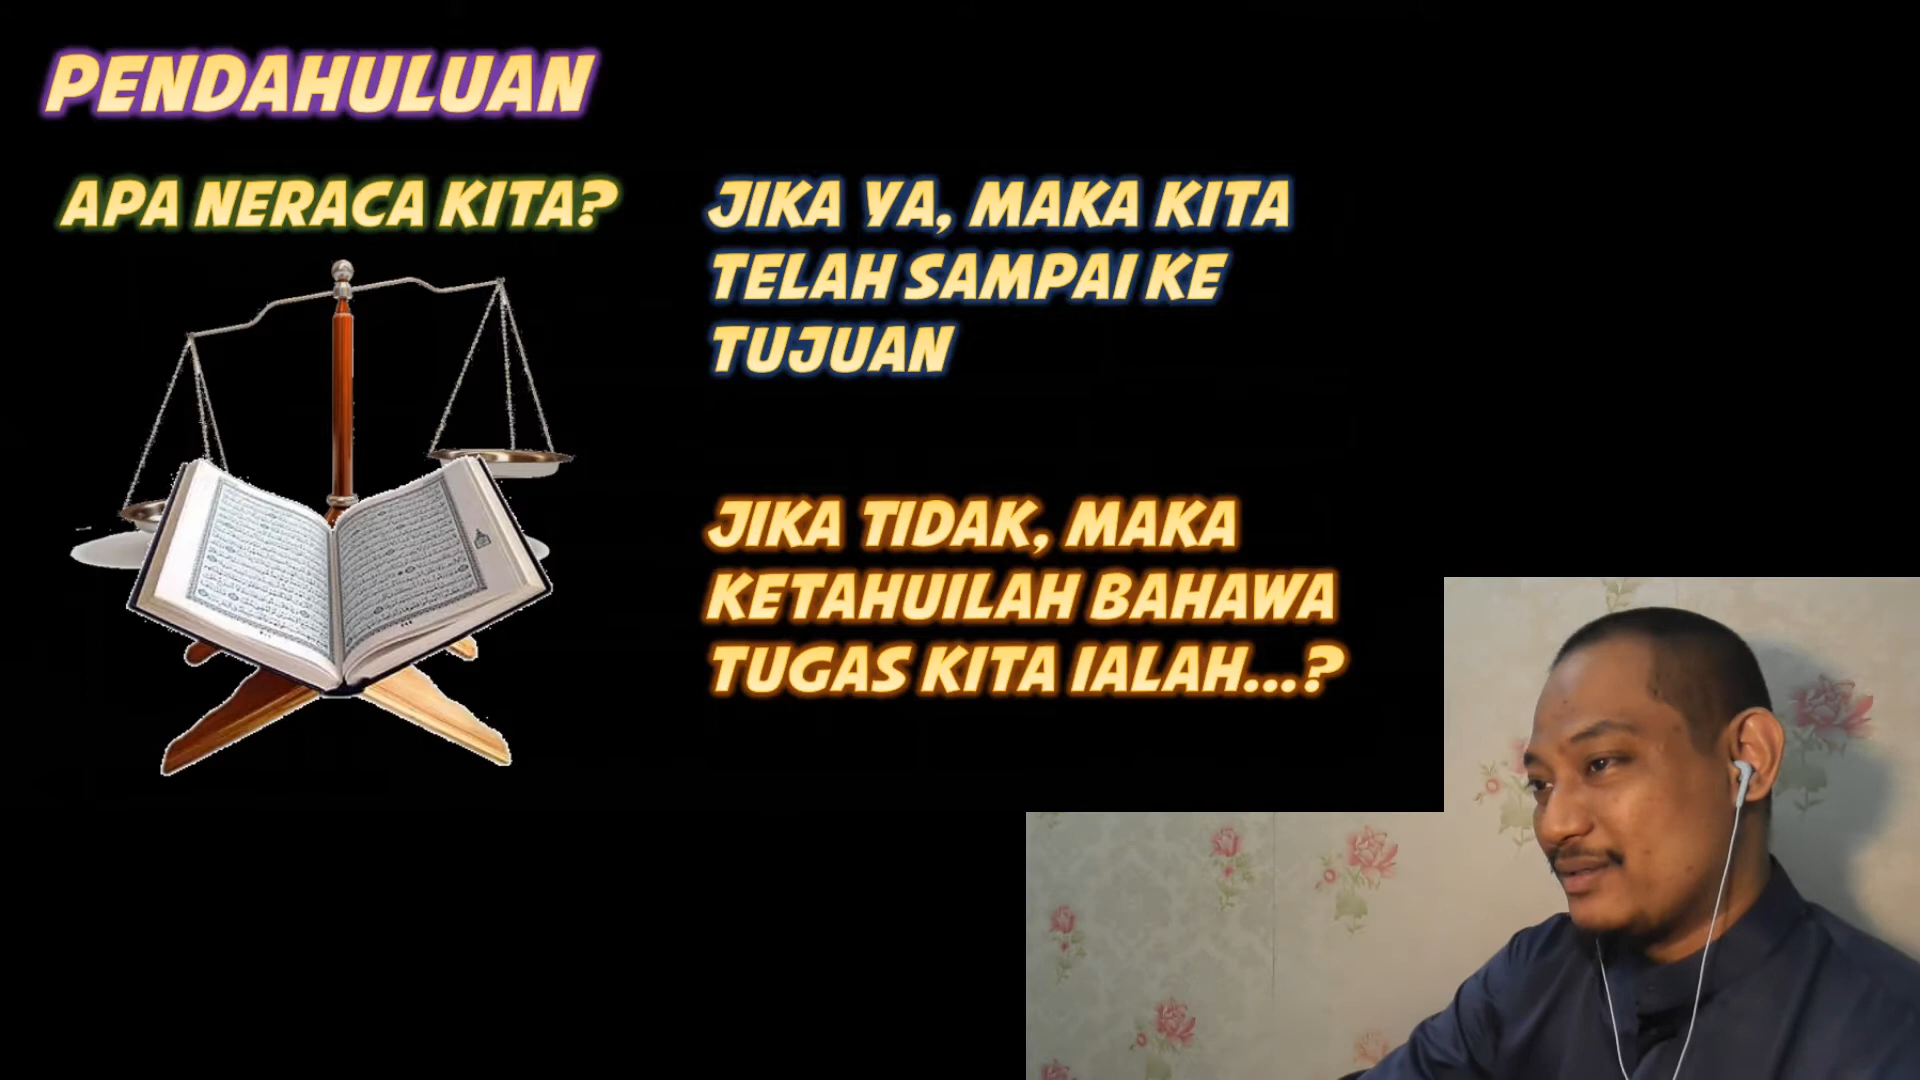 PENDAHULUAN
APA NERACA KITA?
JIKA YA, MAKA KITA
TELAH SAMPAI KE
TUJUAN
JIKA TIDAK, MAKA
KETAHUILAH BAHAWA
TUGAS KITA IALAH...?